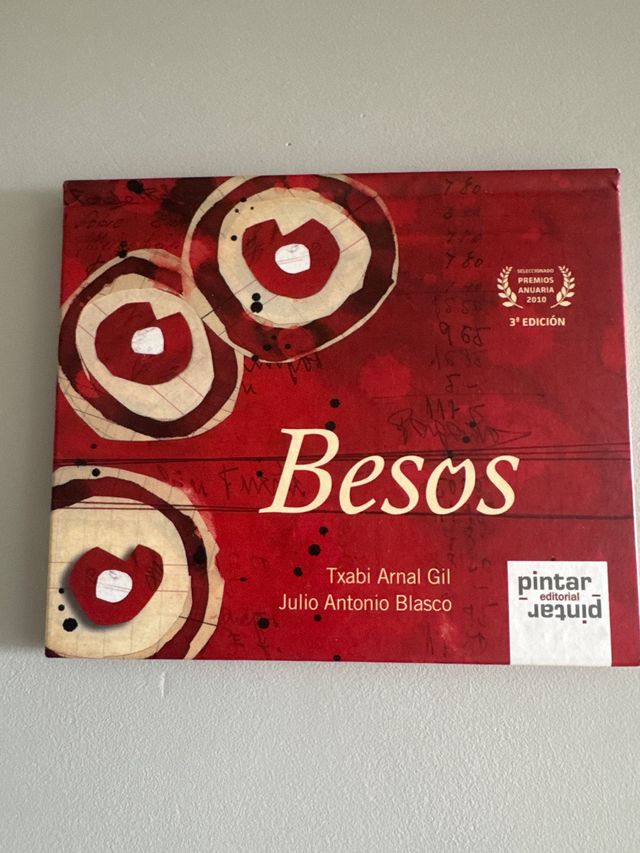 SELECCIONADO
PREMIOS
ANUARIA
2010
3ª EDICIÓN
Besos
Txabi Arnal Gil
Julio Antonio Blasco
pintar
editorial
pintar